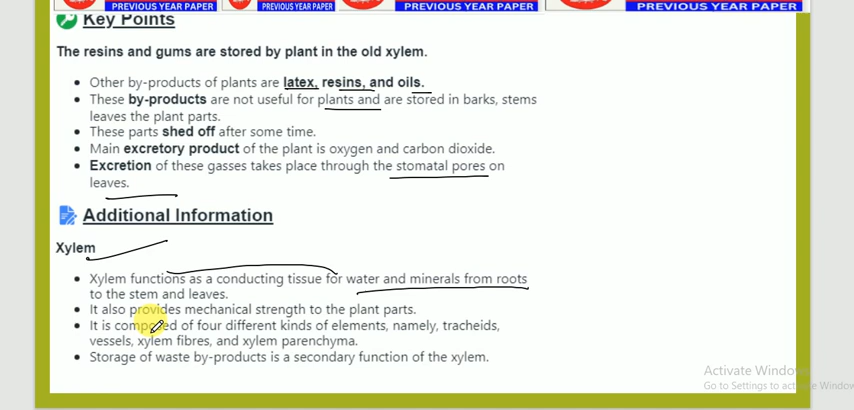 PREVIOUS YEAR PAPER PREVIOUS YEAR PAPER PREVIOUS YEAR PAPER PREVIOUS YEAR PAPER
Key Points
The resins and gums are stored by plant in the old xylem.
• Other by-products of plants are latex, resins, and oils.
• These by-products are not useful for plants and are stored in barks, stems
leaves the plant parts.
• These parts shed off after some time.
• Main excretory product of the plant is oxygen and carbon dioxide.
• Excretion of these gasses takes place through the stomatal pores on
leaves.
Additional Information
Xylem
• Xylem functions as a conducting tissue for water and minerals from roots
to the stem and leaves.
• It also provides mechanical strength to the plant parts.
• It is composed of four different kinds of elements, namely, tracheids,
vessels, xylem fibres, and xylem parenchyma.
• Storage of waste by-products is a secondary function of the xylem.
Activate Windows
Go to Settings to activate Window